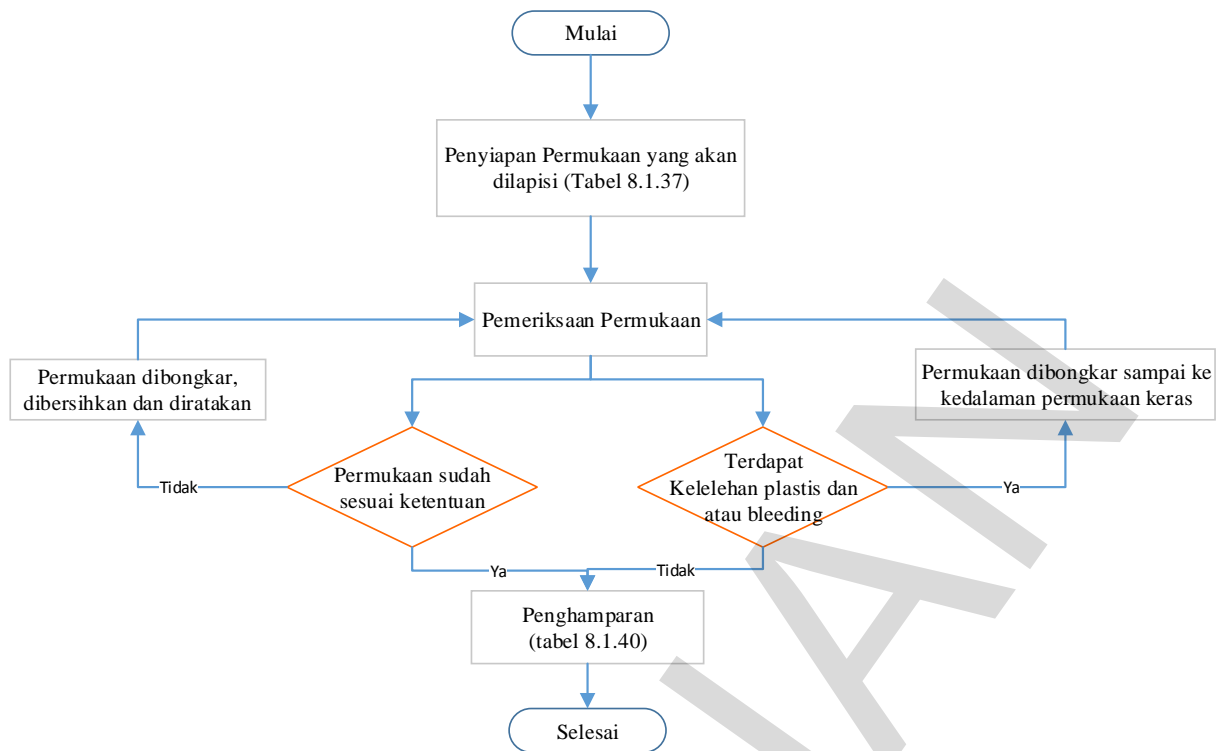 Mulai
Penyiapan Permukaan yang akan
dilapisi (Tabel 8.1.37)
Pemeriksaan Permukaan
Permukaan dibongkar,
dibersihkan dan diratakan
Permukaan dibongkar sampai ke
kedalaman permukaan keras
Permukaan sudah
sesuai ketentuan
Terdapat
Kelelehan plastis dan
atau bleeding
Tidak
Ya
Ya
Tidak
Penghamparan
(tabel 8.1.40)
Selesai